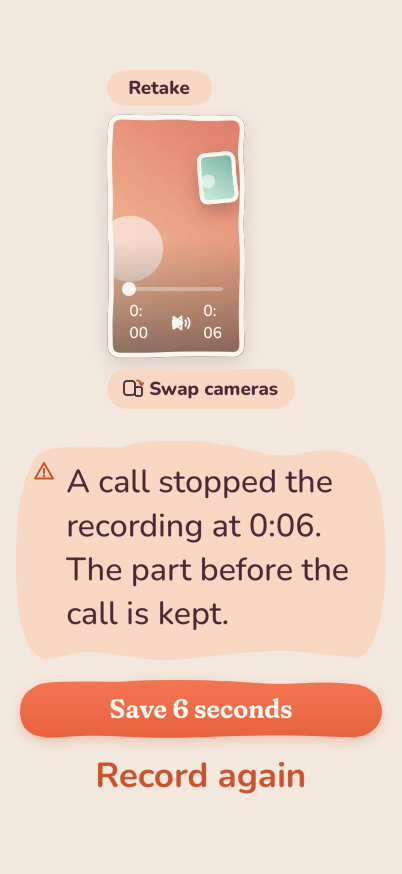 Retake
0:
00
0:
06
Swap cameras
A call stopped the
recording at 0:06.
The part before the
call is kept.
Save 6 seconds
Record again